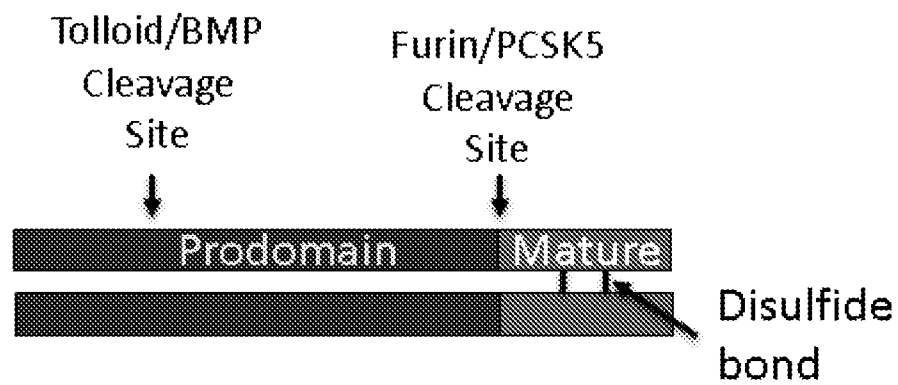 Tolloid/BMP
Cleavage
Site
Furin/PCSK5
Cleavage
Site
Prodomain
Mature
Disulfide
bond